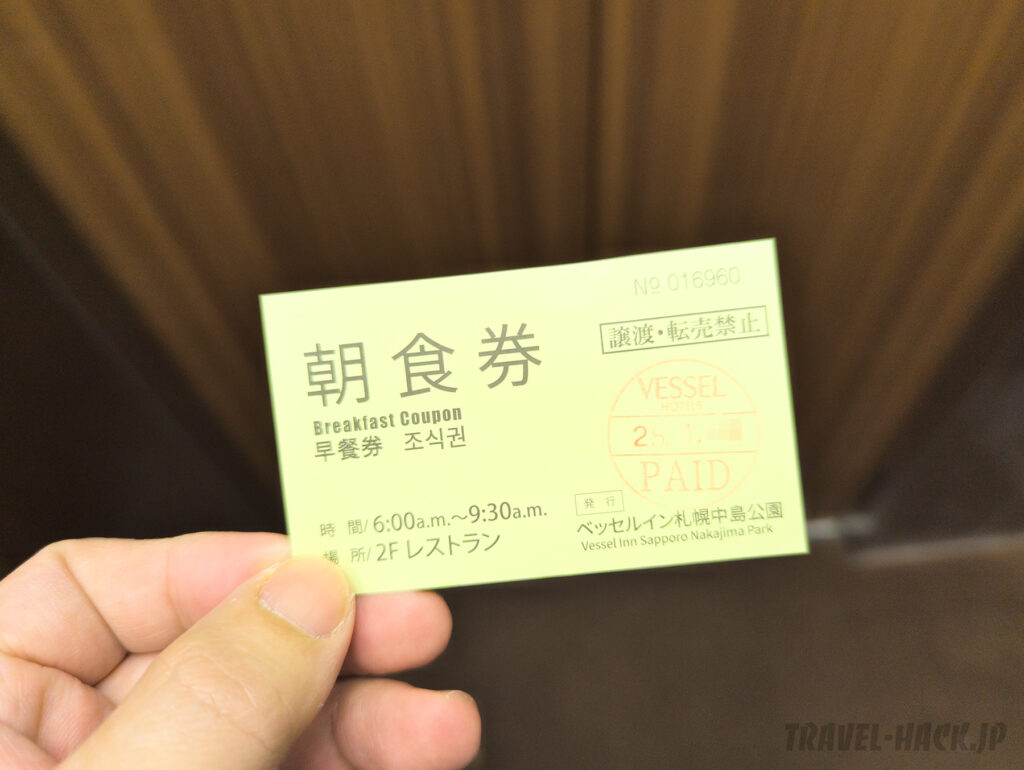 No 016960
譲渡・転売禁止
朝食券
Breakfast Coupon
早餐券 조식권
VESSEL
HOTELS
PAID
時 間/ 6:00a.m.〜9:30a.m.
場 所/ 2F レストラン
発 行
ベッセルイン札幌中島公園
Vessel Inn Sapporo Nakajima Park
TRAVEL-HACK.JP